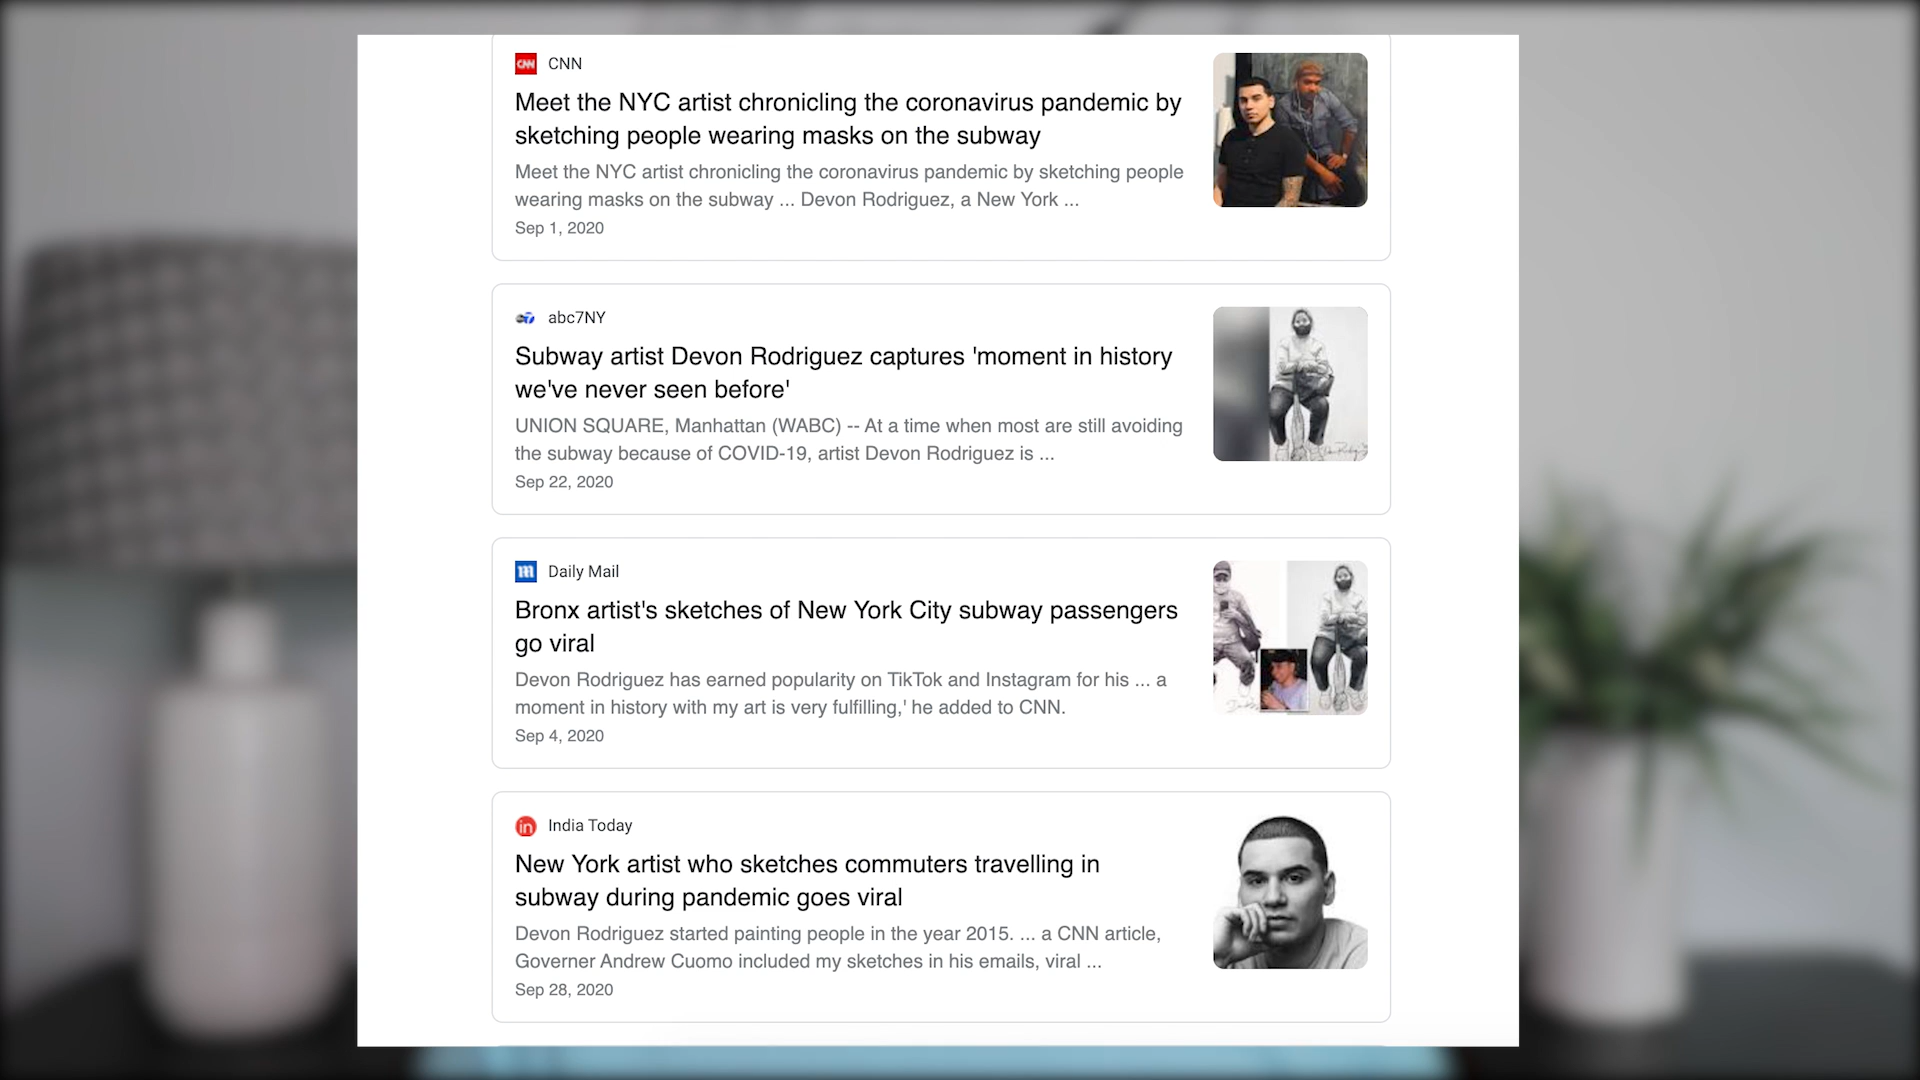 CNN
Meet the NYC artist chronicling the coronavirus pandemic by
sketching people wearing masks on the subway
Meet the NYC artist chronicling the coronavirus pandemic by sketching people
wearing masks on the subway ... Devon Rodriguez, a New York ...
Sep 1, 2020
abc7NY
Subway artist Devon Rodriguez captures 'moment in history
we've never seen before'
UNION SQUARE, Manhattan (WABC) -- At a time when most are still avoiding
the subway because of COVID-19, artist Devon Rodriguez is ...
Sep 22, 2020
Daily Mail
Bronx artist's sketches of New York City subway passengers
go viral
Devon Rodriguez has earned popularity on TikTok and Instagram for his ... a
moment in history with my art is very fulfilling,' he added to CNN.
Sep 4, 2020
India Today
New York artist who sketches commuters travelling in
subway during pandemic goes viral
Devon Rodriguez started painting people in the year 2015. ... a CNN article,
Governer Andrew Cuomo included my sketches in his emails, viral ...
Sep 28, 2020